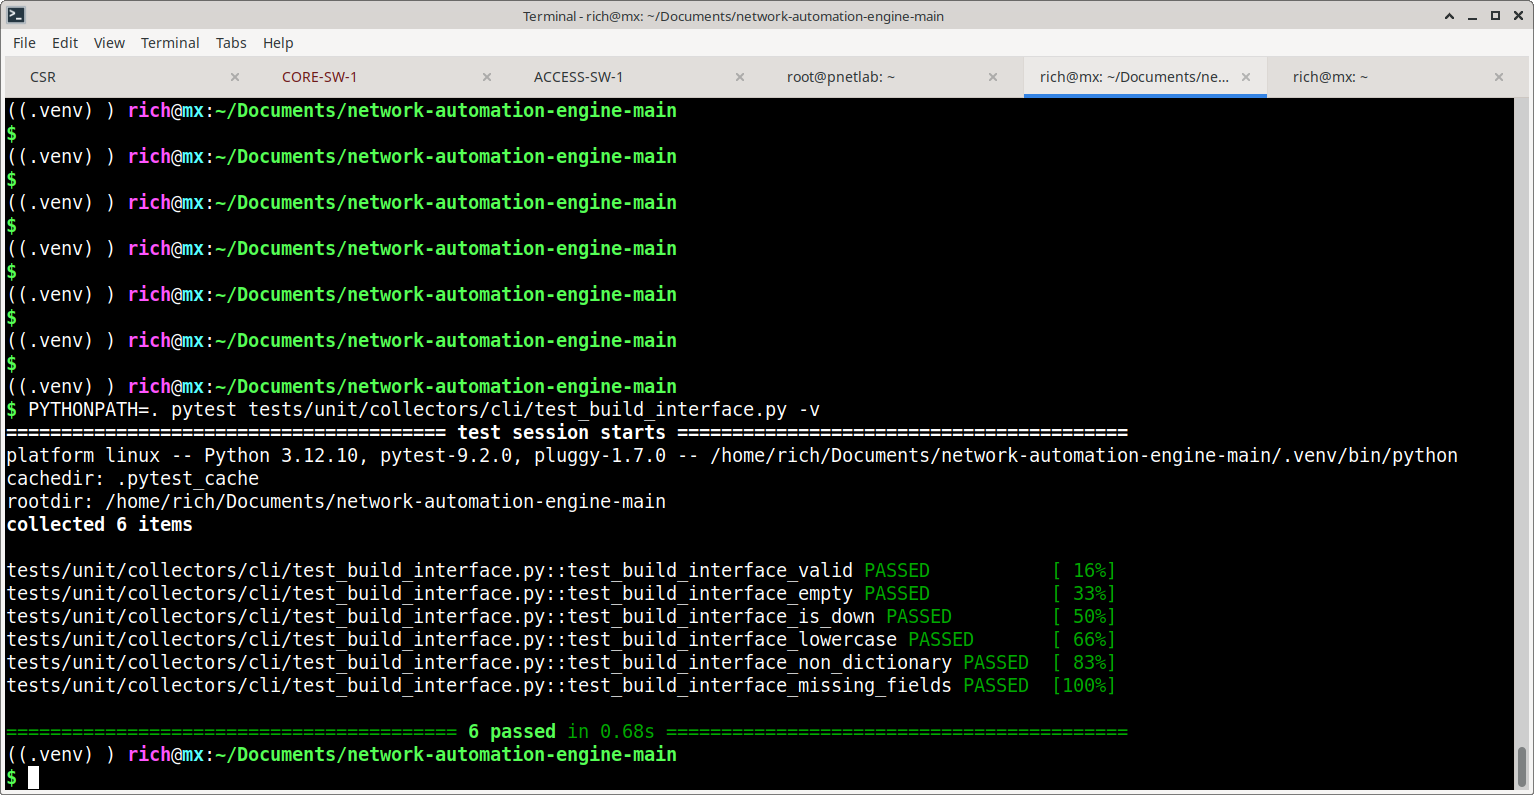 Terminal - rich@mx: ~/Documents/network-automation-engine-main
File Edit View Terminal Tabs Help
CSR × CORE-SW-1 × ACCESS-SW-1 × root@pnetlab: ~ × rich@mx: ~/Documents/ne... × rich@mx: ~ ×
((.venv) ) rich@mx:~/Documents/network-automation-engine-main
$
((.venv) ) rich@mx:~/Documents/network-automation-engine-main
$
((.venv) ) rich@mx:~/Documents/network-automation-engine-main
$
((.venv) ) rich@mx:~/Documents/network-automation-engine-main
$
((.venv) ) rich@mx:~/Documents/network-automation-engine-main
$
((.venv) ) rich@mx:~/Documents/network-automation-engine-main
$
((.venv) ) rich@mx:~/Documents/network-automation-engine-main
$ PYTHONPATH=. pytest tests/unit/collectors/cli/test_build_interface.py -v
======================================== test session starts =========================================
platform linux -- Python 3.12.10, pytest-9.2.0, pluggy-1.7.0 -- /home/rich/Documents/network-automation-engine-main/.venv/bin/python
cachedir: .pytest_cache
rootdir: /home/rich/Documents/network-automation-engine-main
collected 6 items
tests/unit/collectors/cli/test_build_interface.py::test_build_interface_valid PASSED [ 16%]
tests/unit/collectors/cli/test_build_interface.py::test_build_interface_empty PASSED [ 33%]
tests/unit/collectors/cli/test_build_interface.py::test_build_interface_is_down PASSED [ 50%]
tests/unit/collectors/cli/test_build_interface.py::test_build_interface_lowercase PASSED [ 66%]
tests/unit/collectors/cli/test_build_interface.py::test_build_interface_non_dictionary PASSED [ 83%]
tests/unit/collectors/cli/test_build_interface.py::test_build_interface_missing_fields PASSED [100%]
========================================= 6 passed in 0.68s ==========================================
((.venv) ) rich@mx:~/Documents/network-automation-engine-main
$